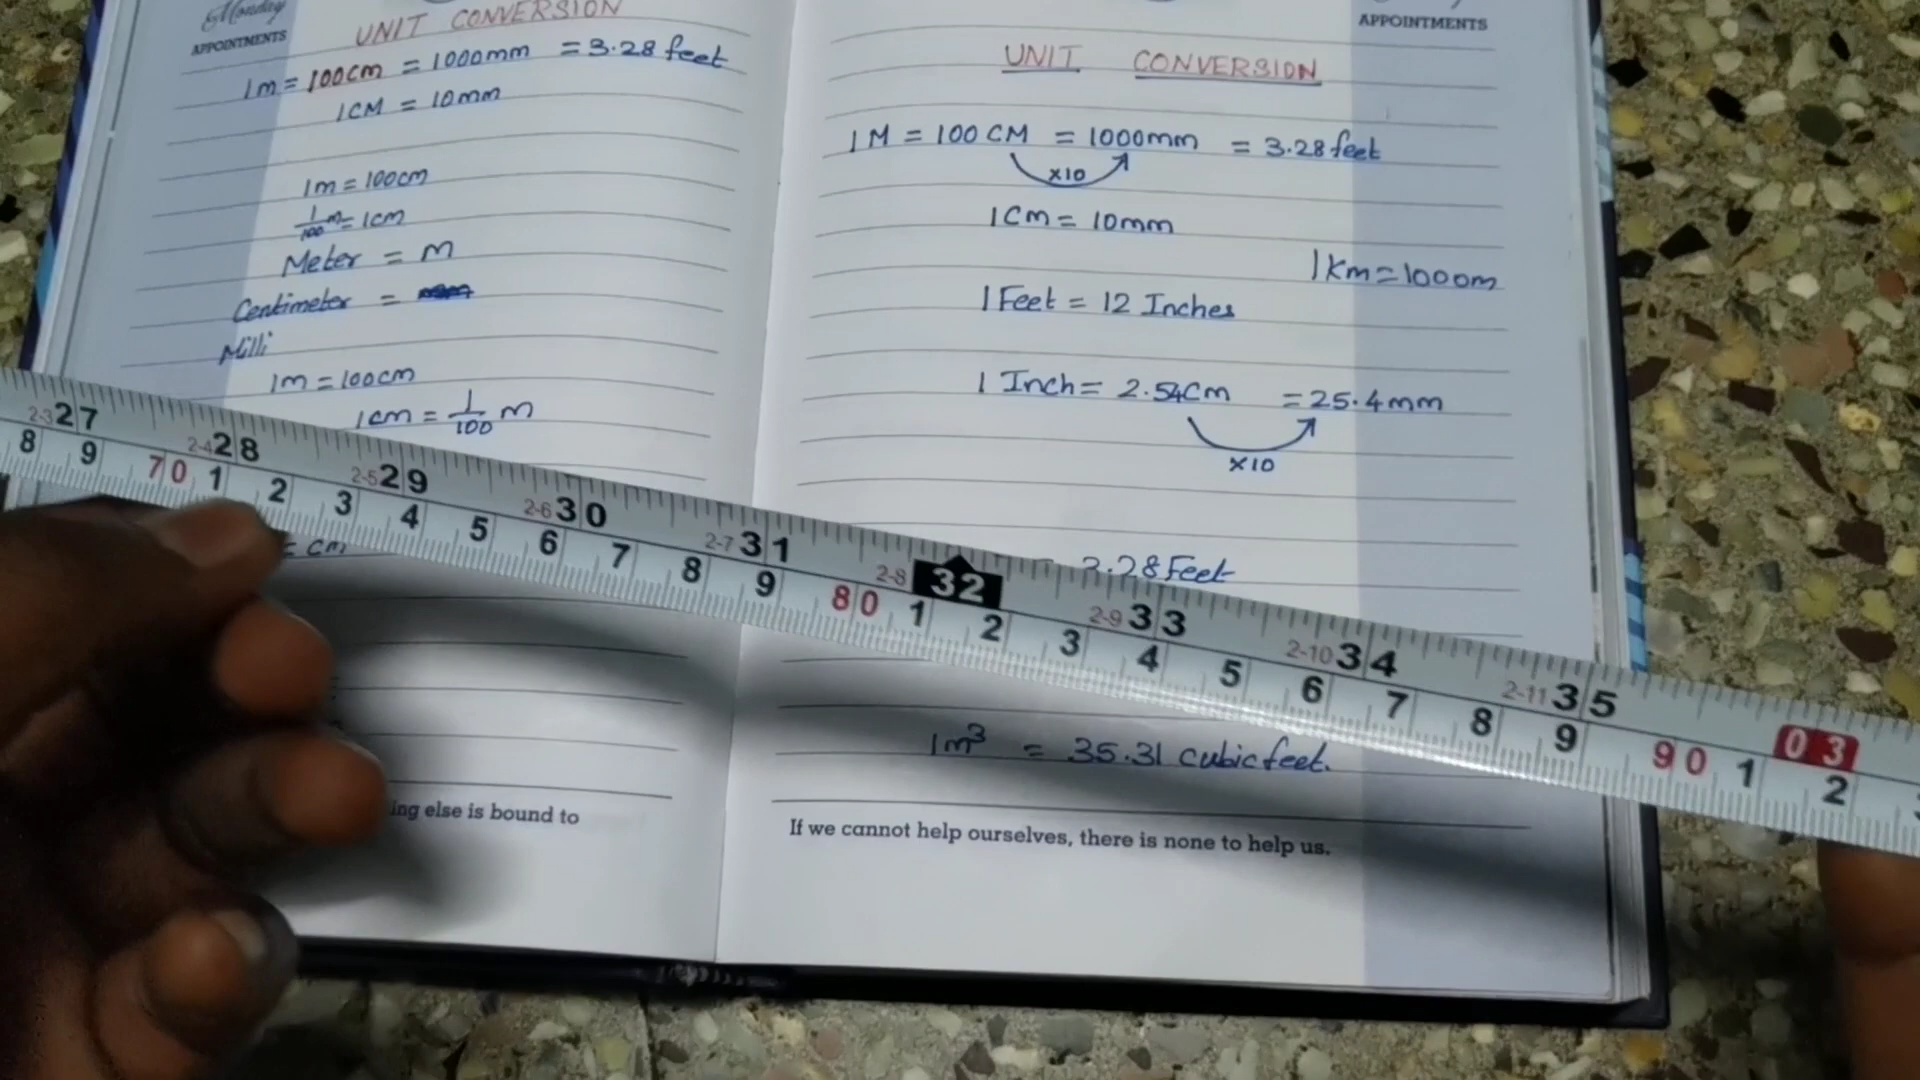 Monday
APPOINTMENTS
UNIT CONVERSION
1m = 100cm = 1000mm = 3.28 feet
1CM = 10mm
1m = 100cm
1/100 m = 1cm
Meter = m
Centimeter =
Milli
1m = 100cm
1cm = 1/100 m
= cm
ing else is bound to
APPOINTMENTS
UNIT CONVERSION
1M = 100CM = 1000mm = 3.28 feet
×10
1Cm = 10mm
1km = 1000m
1 Feet = 12 Inches
1 Inch = 2.54Cm = 25.4mm
×10
3.28 Feet
1m³ = 35.31 cubic feet.
If we cannot help ourselves, there is none to help us.
2-3 27 2-4 28 2-5 29 2-6 30 2-7 31 2-8 32 2-9 33 2-10 34 2-11 35 03
8 9 70 1 2 3 4 5 6 7 8 9 80 1 2 3 4 5 6 7 8 9 90 1 2